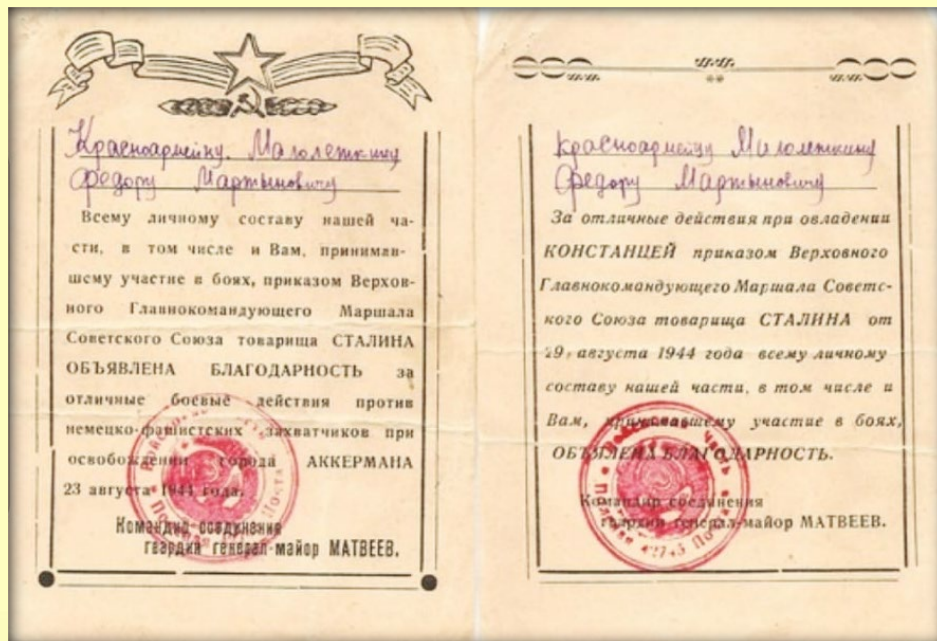 Красноармейцу Малолеткину
Федору Мартыновичу
Всему личному составу нашей ча-
сти, в том числе и Вам, принимав-
шему участие в боях, приказом Верхов-
ного Главнокомандующего Маршала
Советского Союза товарища СТАЛИНА
ОБЪЯВЛЕНА БЛАГОДАРНОСТЬ за
отличные боевые действия против
немецко-фашистских захватчиков при
освобождении города АККЕРМАНА
23 августа 1944 года.
Командир соединения
гвардии генерал-майор МАТВЕЕВ.
красноармейцу Малолеткину
Федору Мартыновичу
За отличные действия при овладении
КОНСТАНЦЕЙ приказом Верховного
Главнокомандующего Маршала Советс-
кого Союза товарища СТАЛИНА от
29 августа 1944 года всему личному
составу нашей части, в том числе и
Вам, принимавшему участие в боях,
ОБЪЯЛЕНА БЛАГОДАРНОСТЬ.
Командир соединения
гвардии генерал-майор МАТВЕЕВ.